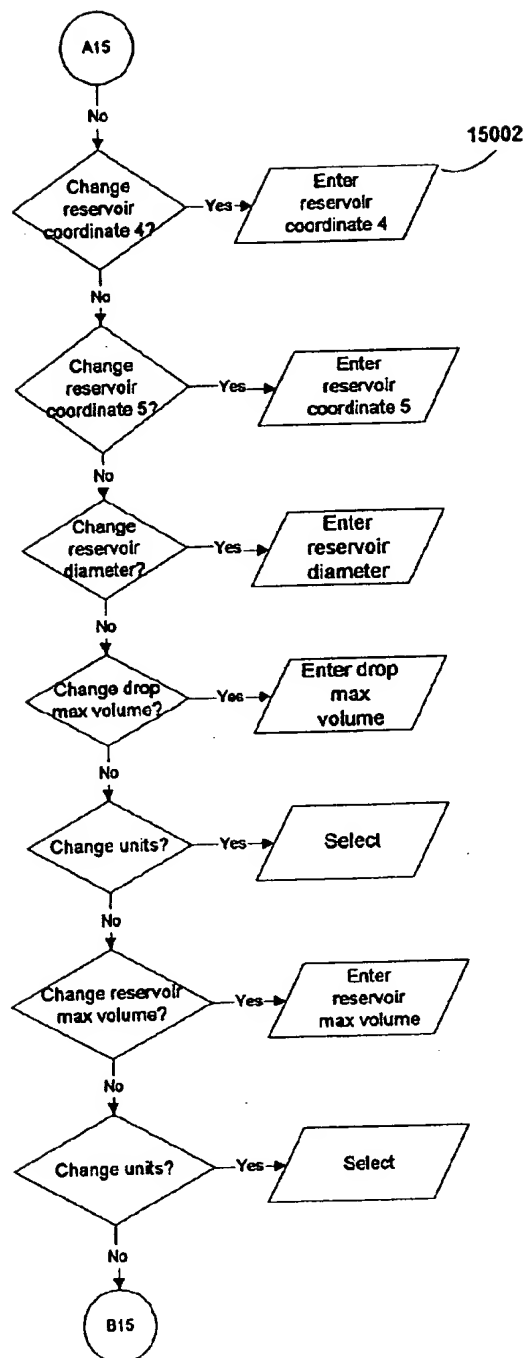 A15
No
15002
Change
reservoir
coordinate 4?
Yes
Enter
reservoir
coordinate 4
No
Change
reservoir
coordinate 5?
Yes
Enter
reservoir
coordinate 5
No
Change
reservoir
diameter?
Yes
Enter
reservoir
diameter
No
Change drop
max volume?
Yes
Enter drop
max
volume
No
Change units?
Yes
Select
No
Change reservoir
max volume?
Yes
Enter
reservoir
max volume
No
Change units?
Yes
Select
No
B15